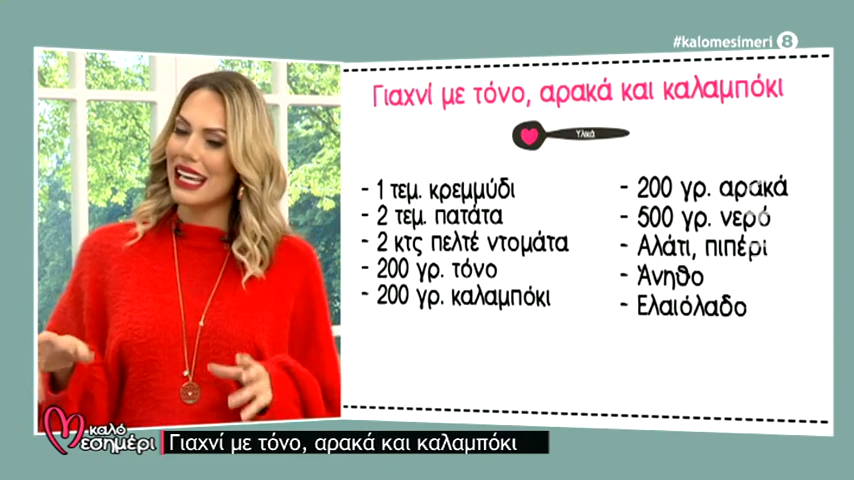 #kalomesimeri 8
Γιαχνί με τόνο, αρακά και καλαμπόκι
Υλικά
- 1 τεμ. κρεμμύδι
- 2 τεμ. πατάτα
- 2 κτς πελτέ ντομάτα
- 200 γρ. τόνο
- 200 γρ. καλαμπόκι
- 200 γρ. αρακά
- 500 γρ. νερό
- Αλάτι, πιπέρι
- Άνηθο
- Ελαιόλαδο
καλό
μεσημέρι
Γιαχνί με τόνο, αρακά και καλαμπόκι